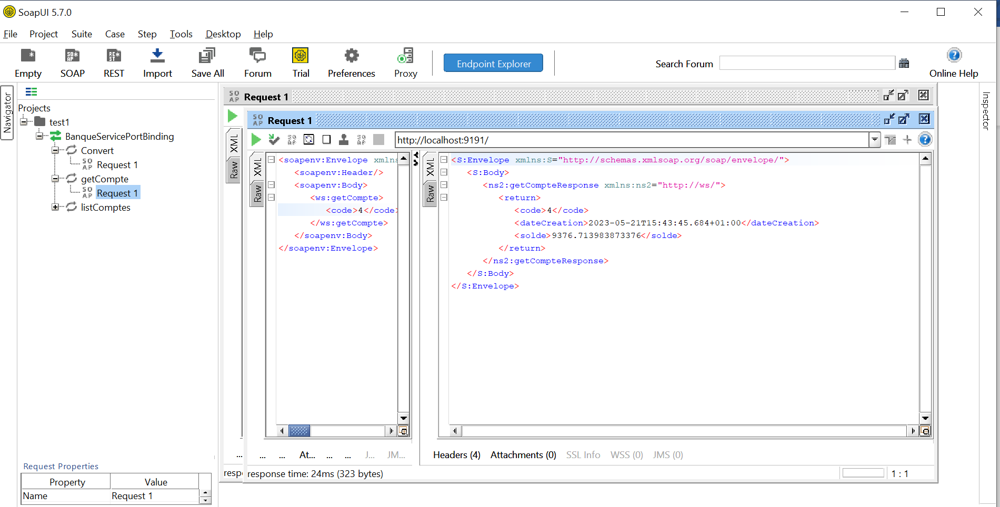 SoapUI 5.7.0
File Project Suite Case Step Tools Desktop Help
Empty SOAP REST Import Save All Forum Trial Preferences Proxy Endpoint Explorer Search Forum Online Help
Navigator
Projects
test1
BanqueServicePortBinding
Convert
Request 1
getCompte
Request 1
listComptes
Request Properties
Property Value
Name Request 1
Request 1
XML
Raw
Request 1
http://localhost:9191/
XML
Raw
<soapenv:Envelope xmlns
<soapenv:Header/>
<soapenv:Body>
<ws:getCompte>
<code>4</code>
</ws:getCompte>
</soapenv:Body>
</soapenv:Envelope>
XML
Raw
<S:Envelope xmlns:S="http://schemas.xmlsoap.org/soap/envelope/">
<S:Body>
<ns2:getCompteResponse xmlns:ns2="http://ws/">
<return>
<code>4</code>
<dateCreation>2023-05-21T15:43:45.684+01:00</dateCreation>
<solde>9376.713983873376</solde>
</return>
</ns2:getCompteResponse>
</S:Body>
</S:Envelope>
... ... ... At... ... ... J... JM...
Headers (4) Attachments (0) SSL Info WSS (0) JMS (0)
resp response time: 24ms (323 bytes)
1 : 1
Inspector